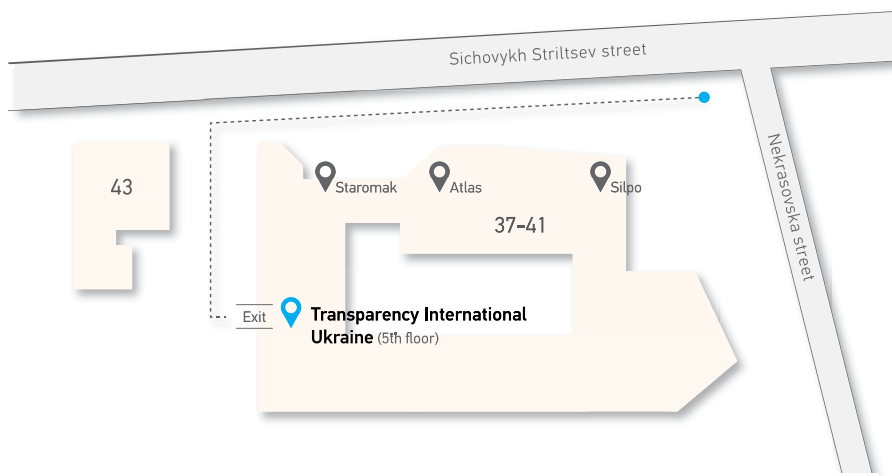 Sichovykh Striltsev street
Nekrasovska street
43
Staromak
Atlas
Silpo
37-41
Exit
Transparency International
Ukraine (5th floor)